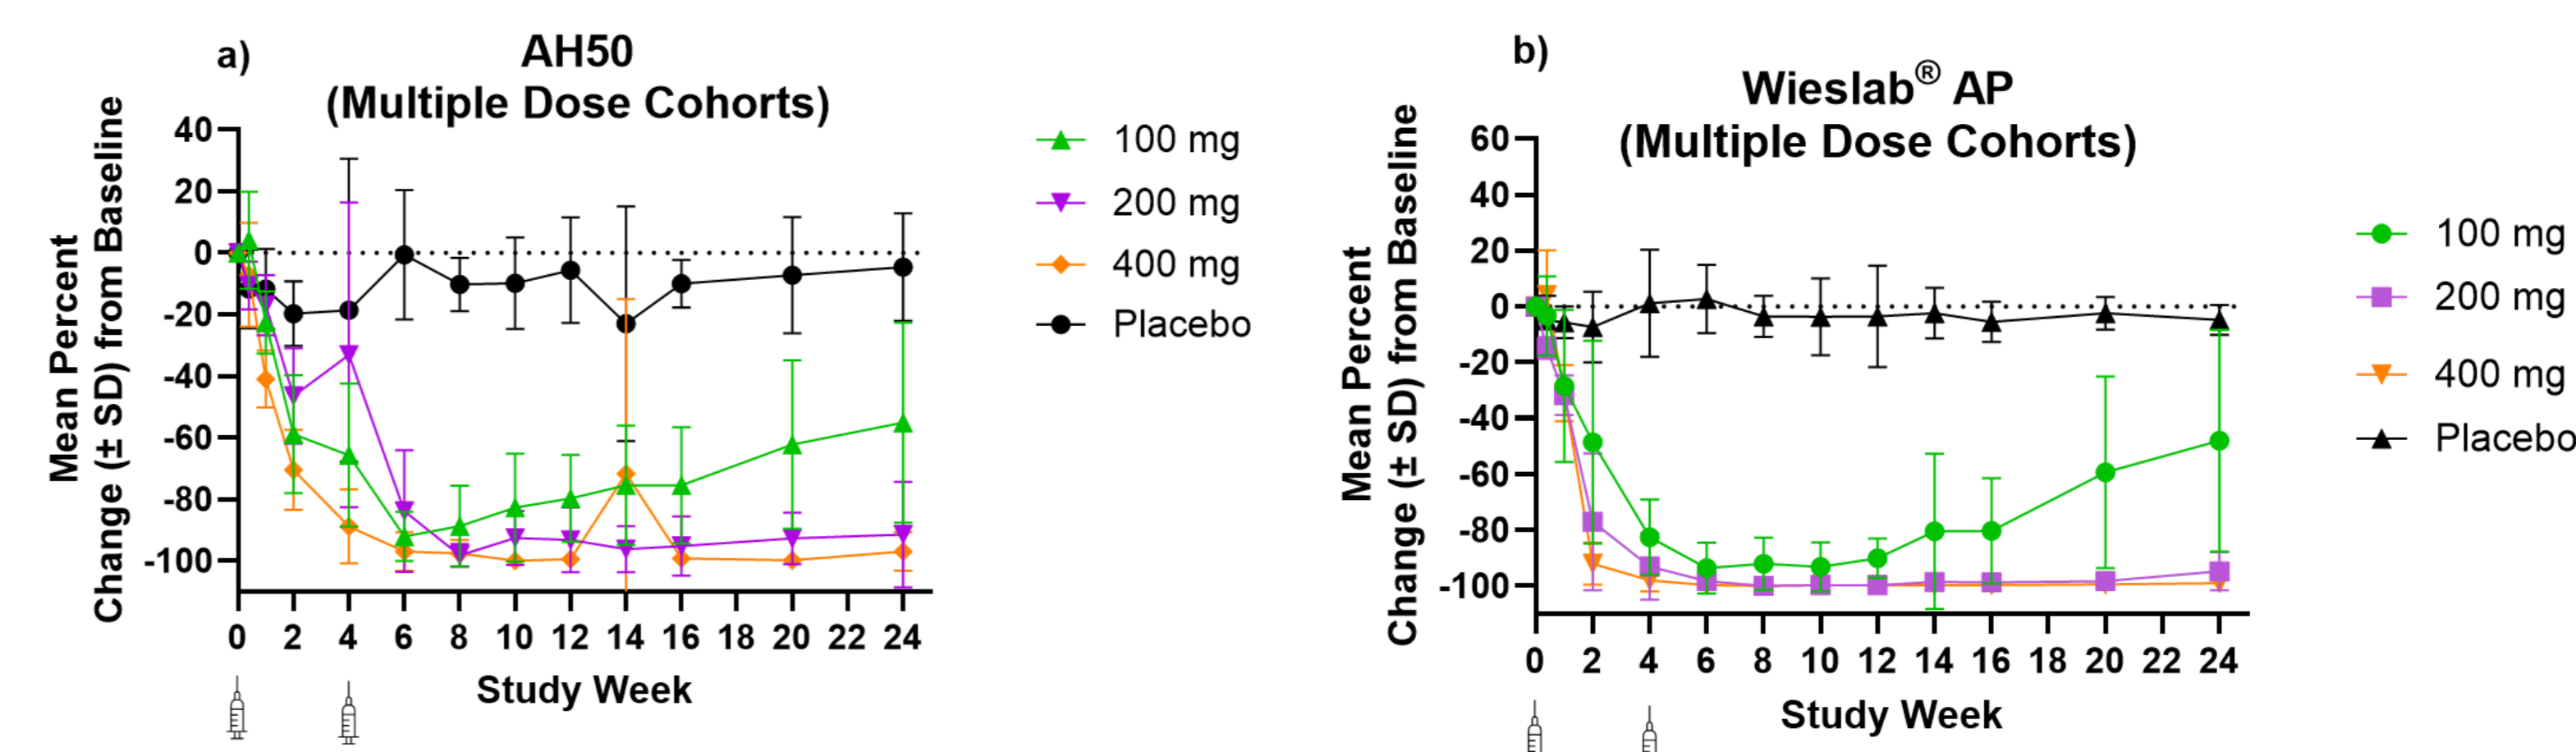 a)
AH50
(Multiple Dose Cohorts)
Mean Percent
Change (± SD) from Baseline
40
20
0
-20
-40
-60
-80
-100
0 2 4 6 8 10 12 14 16 18 20 22 24
Study Week
100 mg
200 mg
400 mg
Placebo
b)
Wieslab® AP
(Multiple Dose Cohorts)
Mean Percent
Change (± SD) from Baseline
60
40
20
0
-20
-40
-60
-80
-100
0 2 4 6 8 10 12 14 16 18 20 22 24
Study Week
100 mg
200 mg
400 mg
Placebo